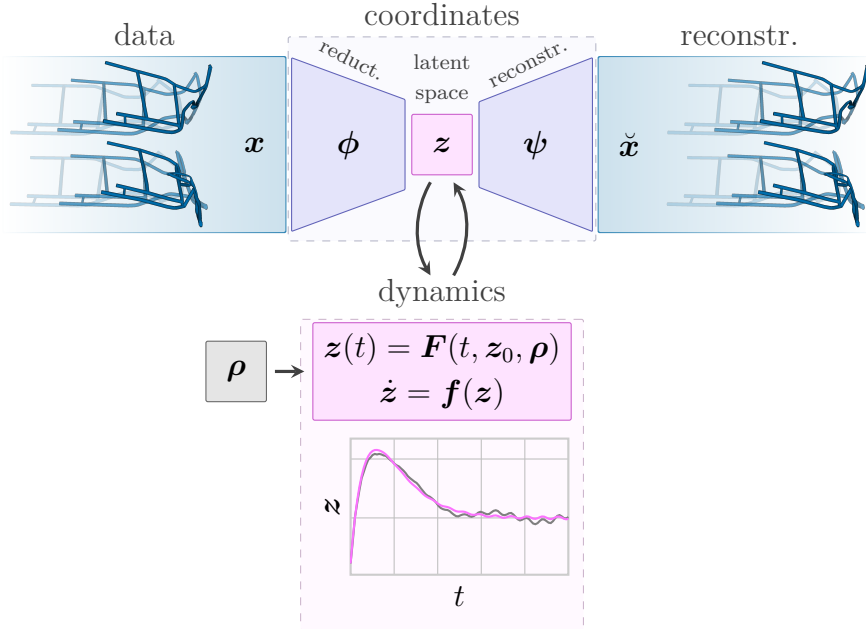 coordinates
data
reconstr.
reduct.
latent
space
reconstr.
x
ϕ
z
ψ
x̆
dynamics
ρ
z(t) = F(t, z₀, ρ)
ż = f(z)
z
t